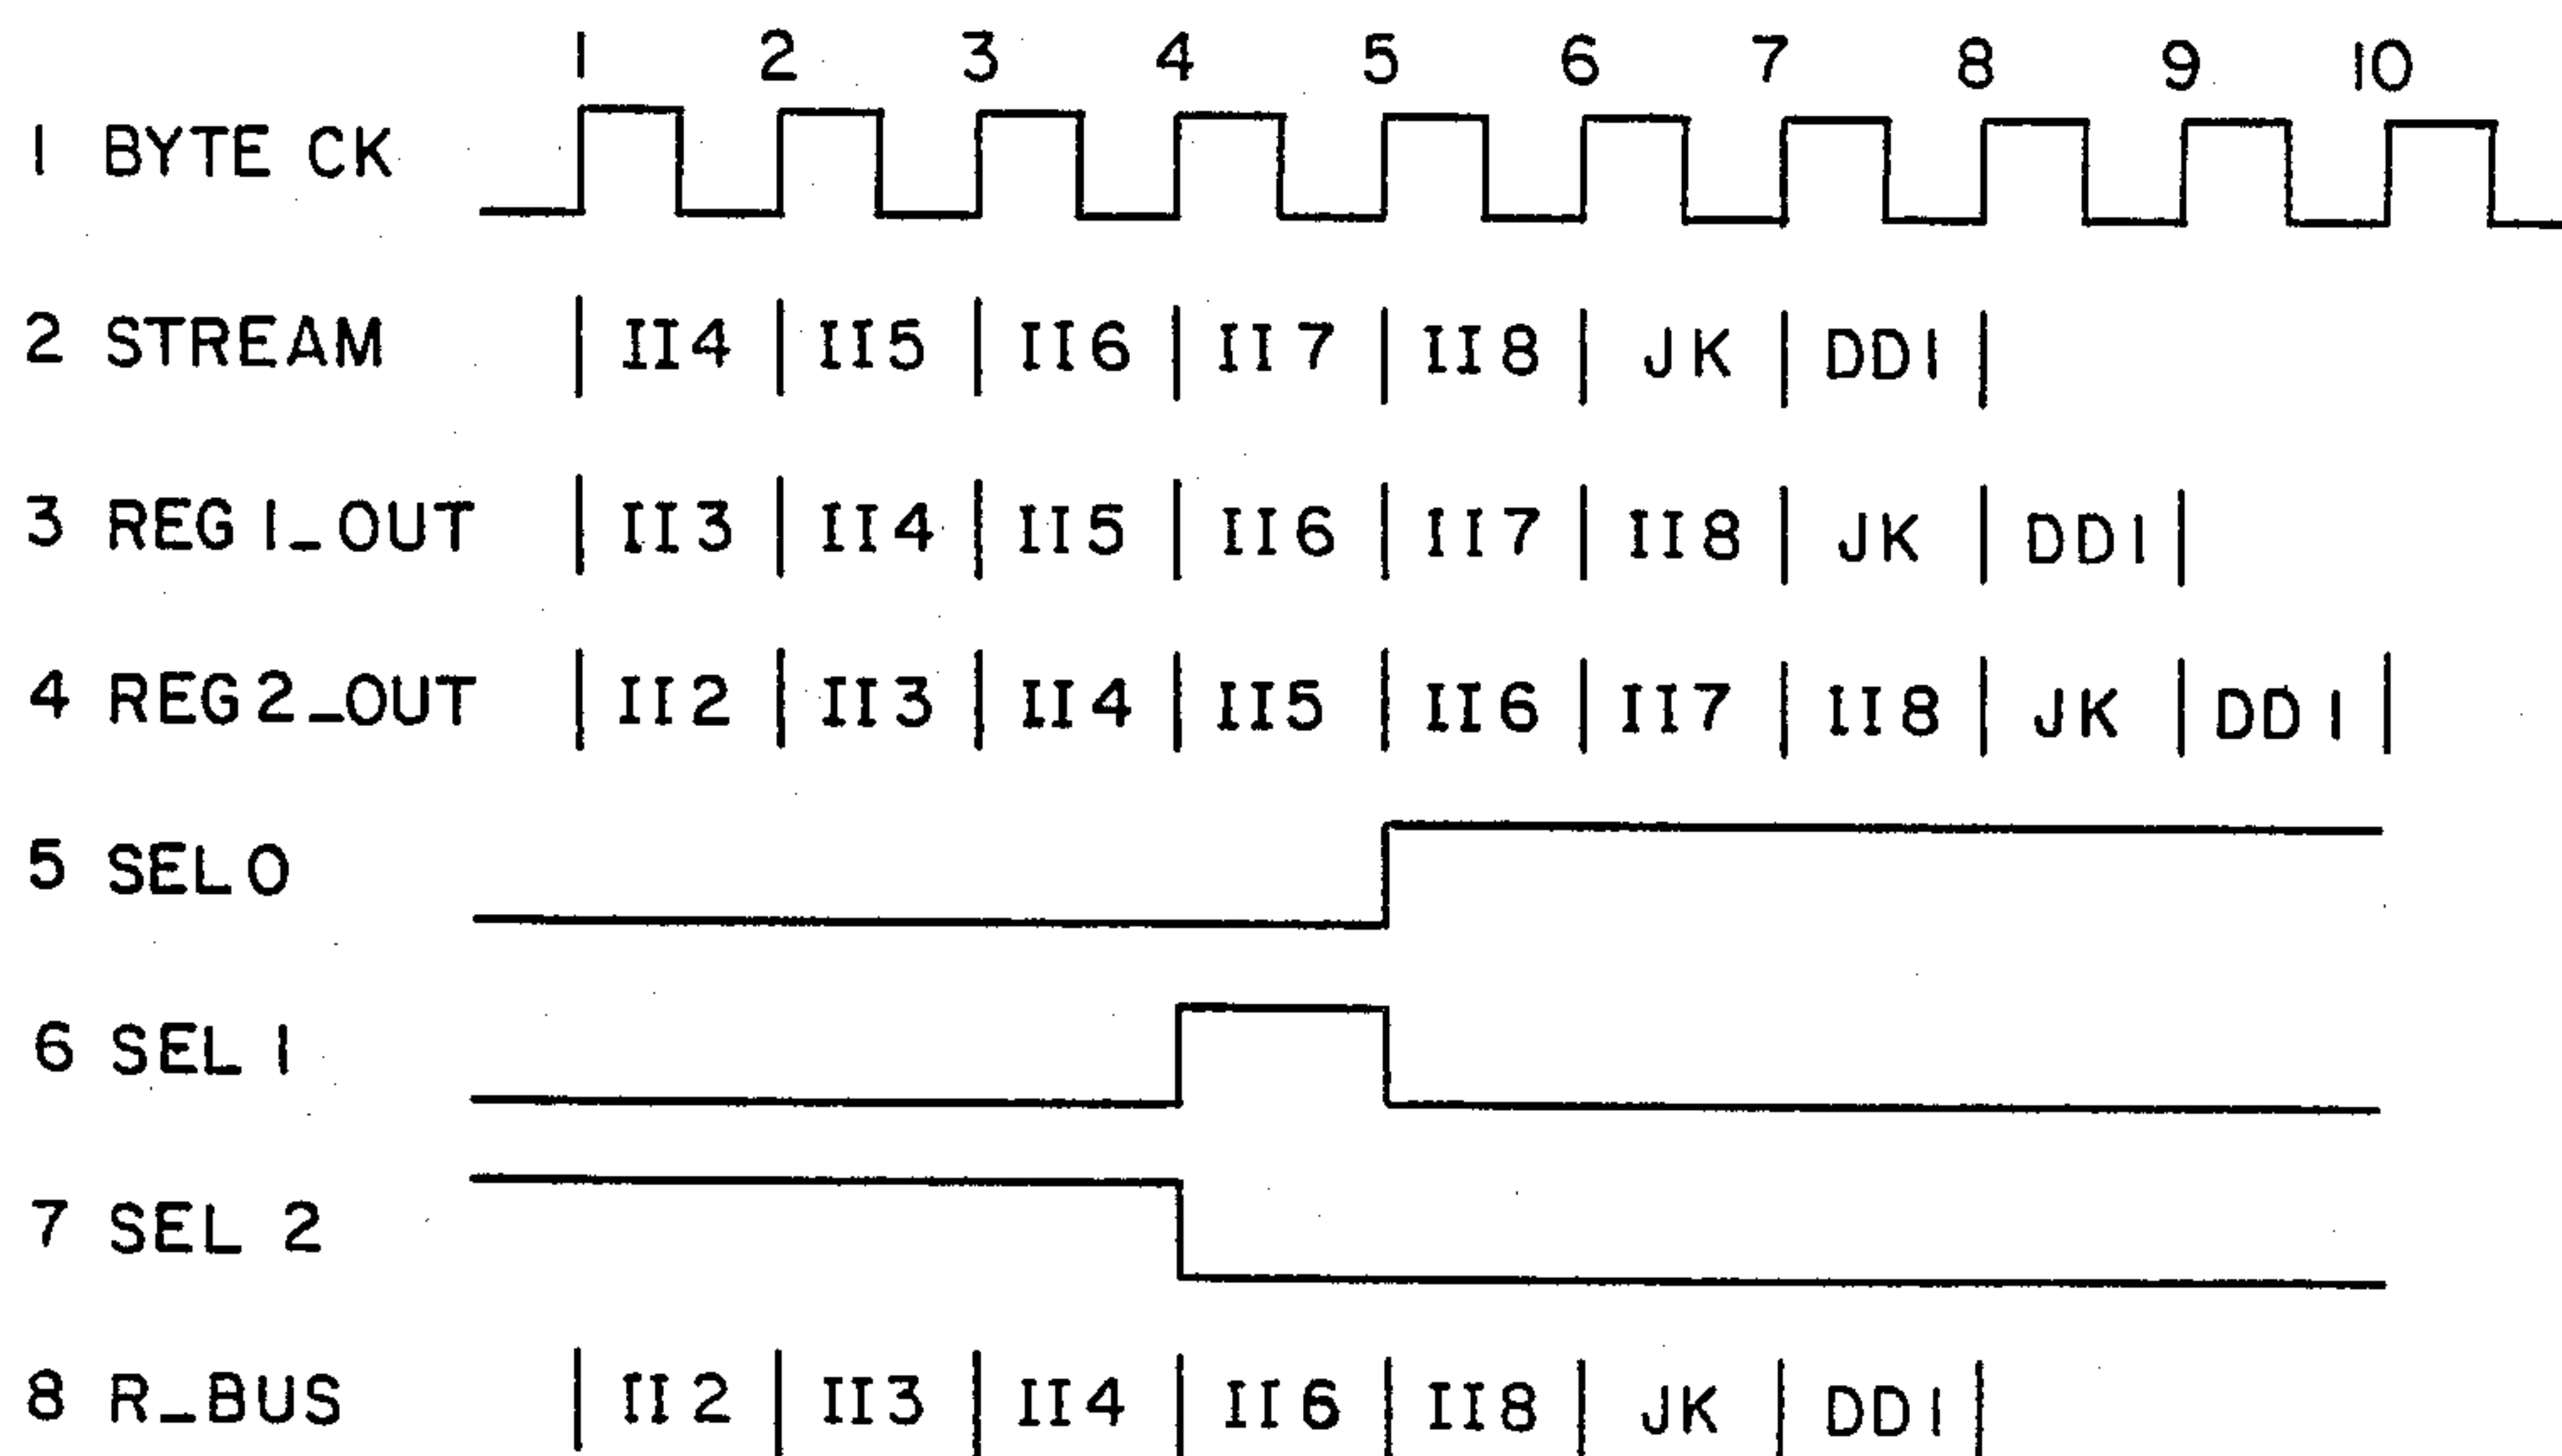 1 2 3 4 5 6 7 8 9 10
1 BYTE CK
2 STREAM II4 II5 II6 II7 II8 JK DD1
3 REG1_OUT II3 II4 II5 II6 II7 II8 JK DD1
4 REG2_OUT II2 II3 II4 II5 II6 II7 II8 JK DD1
5 SEL0
6 SEL 1
7 SEL 2
8 R_BUS II2 II3 II4 II6 II8 JK DD1